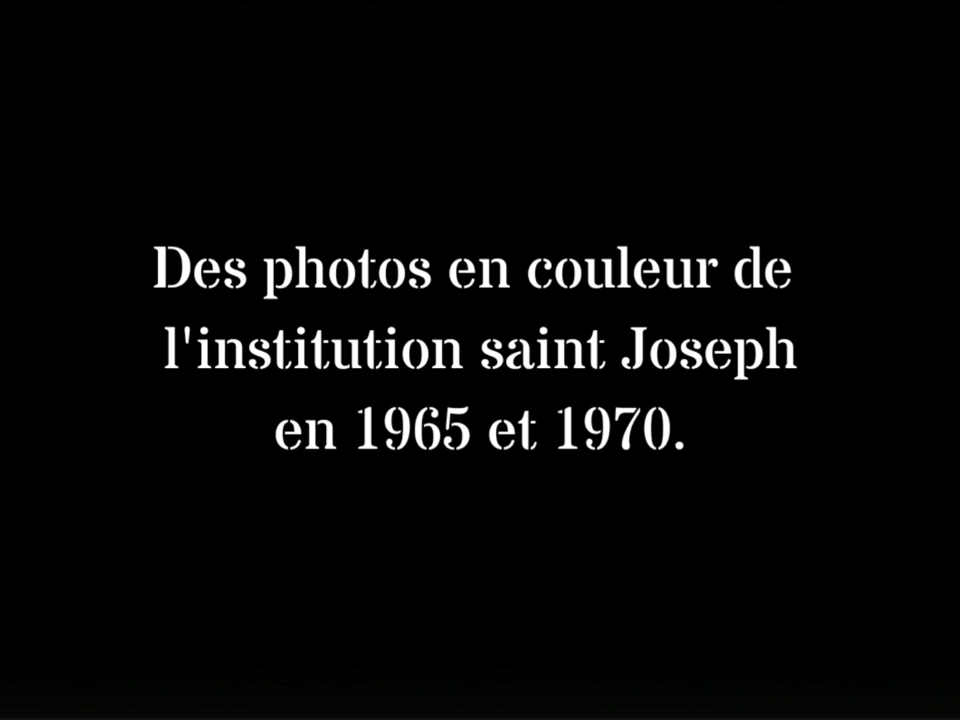 Des photos en couleur de
l'institution saint Joseph
en 1965 et 1970.